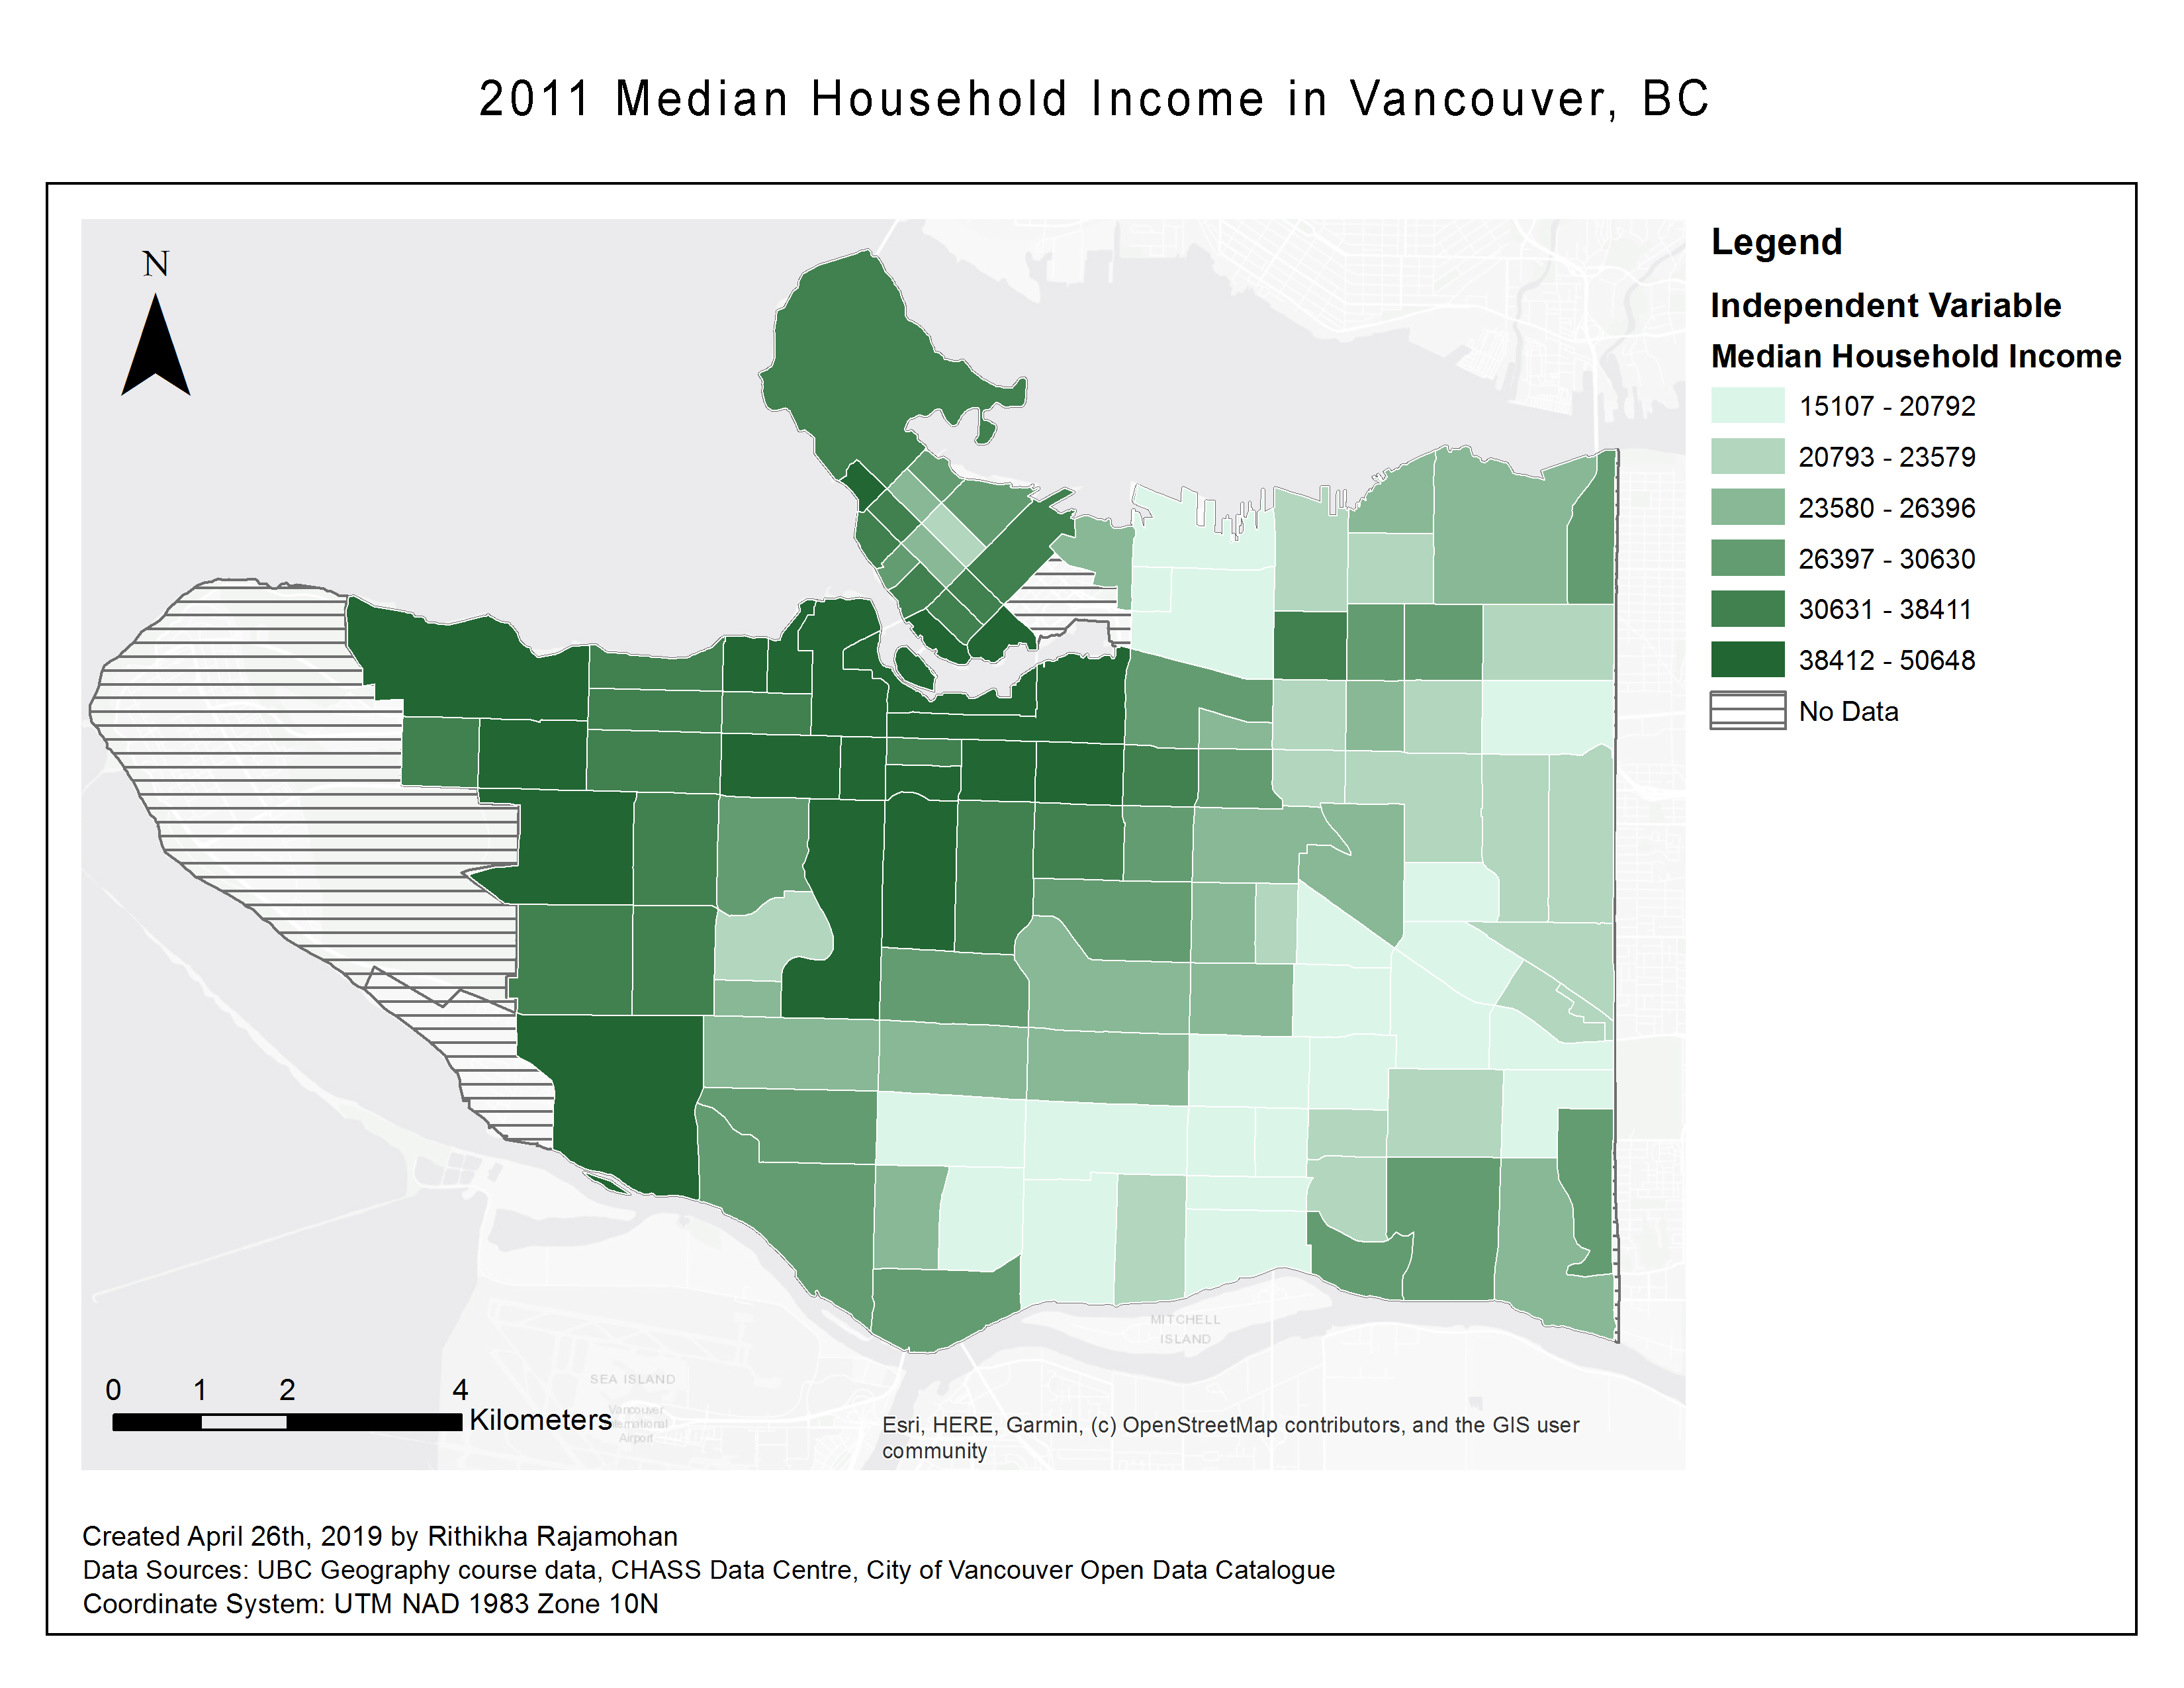 2011 Median Household Income in Vancouver, BC
N
Legend
Independent Variable
Median Household Income
15107 - 20792
20793 - 23579
23580 - 26396
26397 - 30630
30631 - 38411
38412 - 50648
No Data
MITCHELL
ISLAND
SEA ISLAND
Vancouver
International
Airport
0 1 2 4
Kilometers
Esri, HERE, Garmin, (c) OpenStreetMap contributors, and the GIS user
community
Created April 26th, 2019 by Rithikha Rajamohan
Data Sources: UBC Geography course data, CHASS Data Centre, City of Vancouver Open Data Catalogue
Coordinate System: UTM NAD 1983 Zone 10N